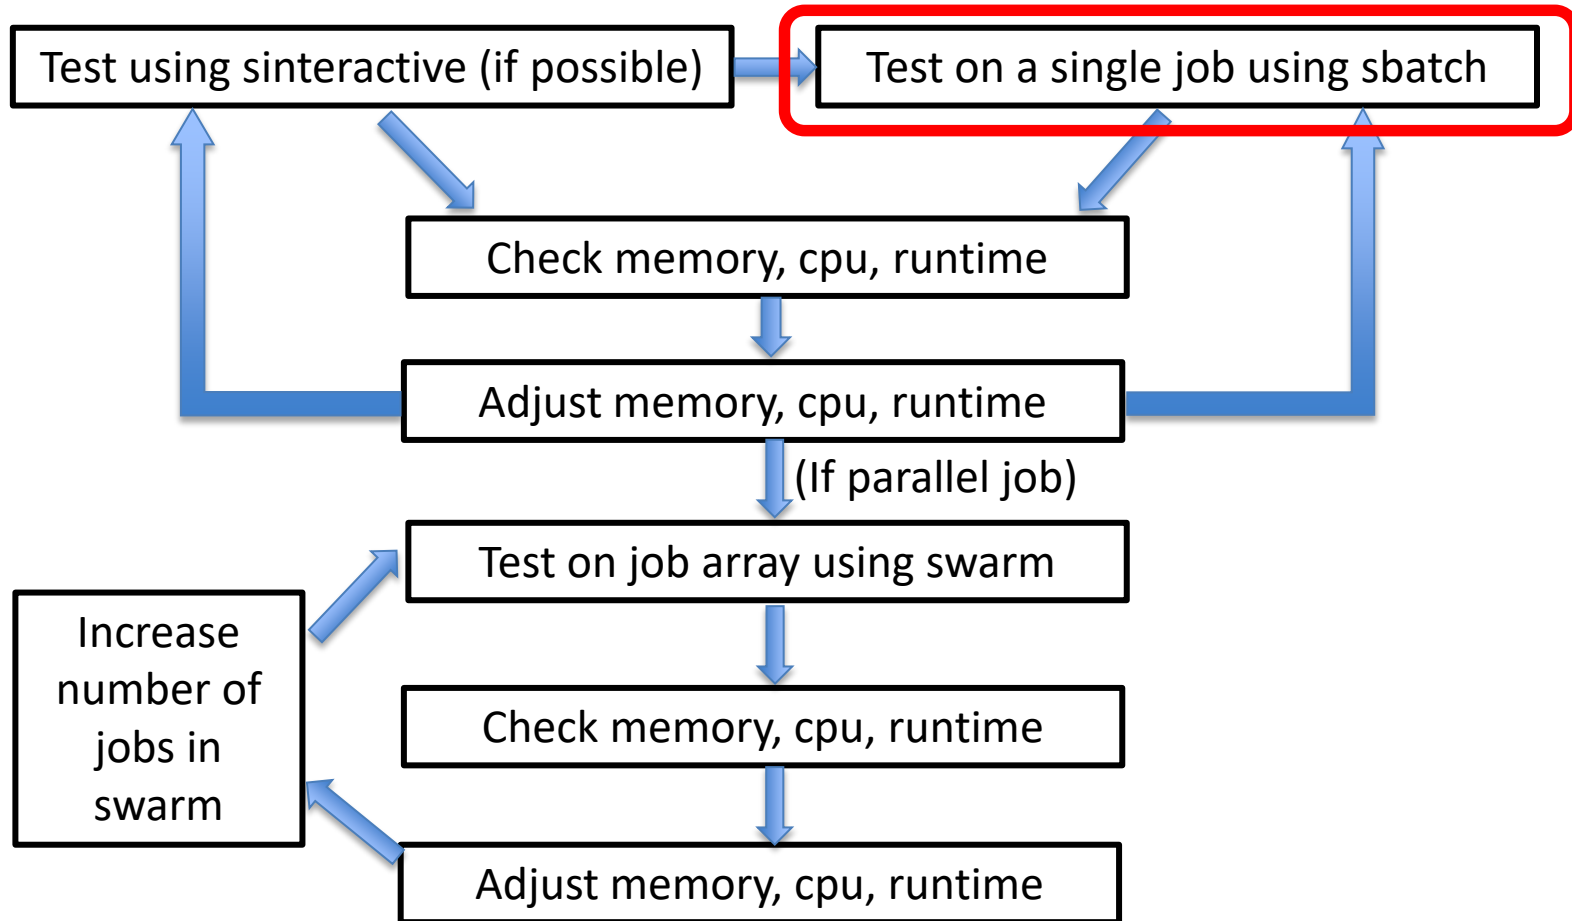 Test using sinteractive (if possible)
Test on a single job using sbatch
Check memory, cpu, runtime
Adjust memory, cpu, runtime
(If parallel job)
Test on job array using swarm
Increase
number of
jobs in
swarm
Check memory, cpu, runtime
Adjust memory, cpu, runtime